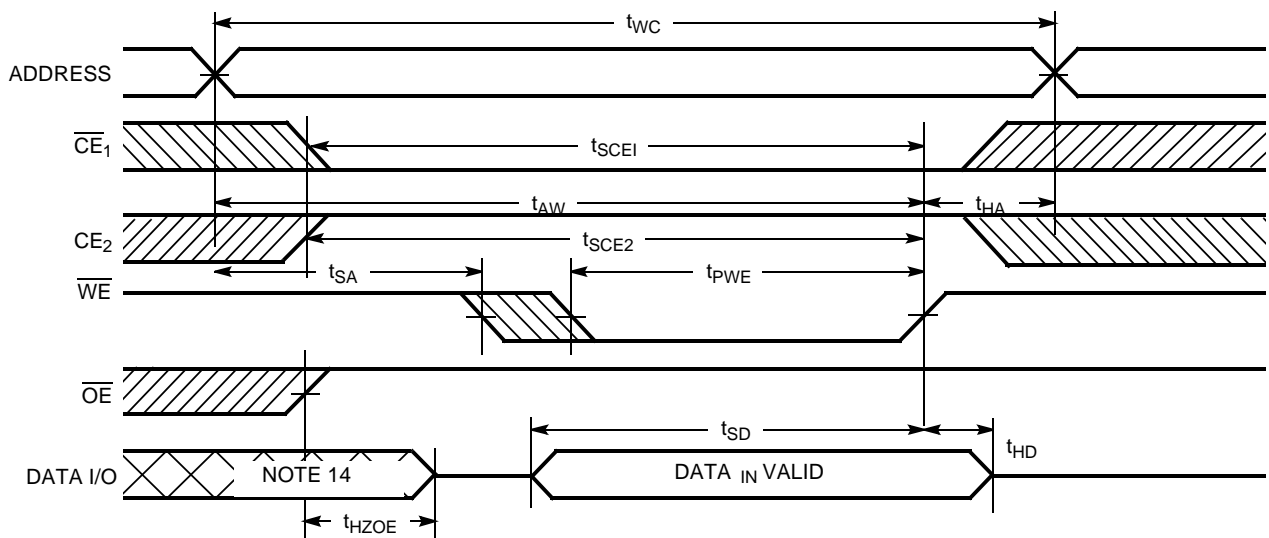 tWC
ADDRESS
CE1
tSCEI
tAW
tHA
CE2
tSCE2
tSA
tPWE
WE
OE
tSD
tHD
DATA I/O
NOTE 14
DATA IN VALID
tHZOE